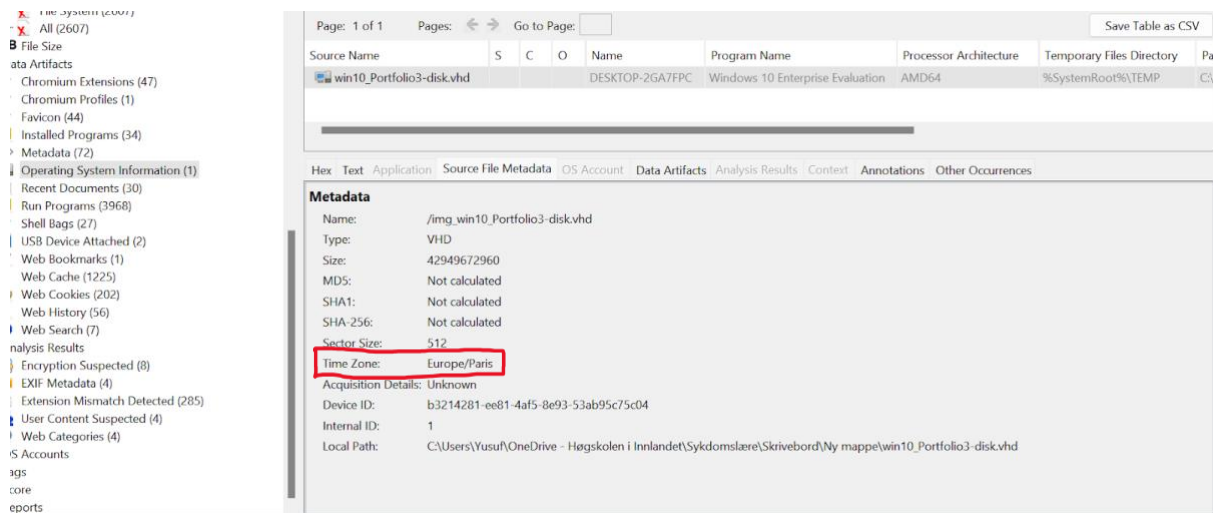 All (2607)
File Size
ata Artifacts
Chromium Extensions (47)
Chromium Profiles (1)
Favicon (44)
Installed Programs (34)
Metadata (72)
Operating System Information (1)
Recent Documents (30)
Run Programs (3968)
Shell Bags (27)
USB Device Attached (2)
Web Bookmarks (1)
Web Cache (1225)
Web Cookies (202)
Web History (56)
Web Search (7)
nalysis Results
Encryption Suspected (8)
EXIF Metadata (4)
Extension Mismatch Detected (285)
User Content Suspected (4)
Web Categories (4)
S Accounts
ags
core
eports
Page: 1 of 1 Pages: Go to Page: Save Table as CSV
Source Name S C O Name Program Name Processor Architecture Temporary Files Directory Pa
win10_Portfolio3-disk.vhd DESKTOP-2GA7FPC Windows 10 Enterprise Evaluation AMD64 %SystemRoot%\TEMP C:\
Hex Text Application Source File Metadata OS Account Data Artifacts Analysis Results Context Annotations Other Occurrences
Metadata
Name: /img_win10_Portfolio3-disk.vhd
Type: VHD
Size: 42949672960
MD5: Not calculated
SHA1: Not calculated
SHA-256: Not calculated
Sector Size: 512
Time Zone: Europe/Paris
Acquisition Details: Unknown
Device ID: b3214281-ee81-4af5-8e93-53ab95c75c04
Internal ID: 1
Local Path: C:\Users\Yusuf\OneDrive - Høgskolen i Innlandet\Sykdomslære\Skrivebord\Ny mappe\win10_Portfolio3-disk.vhd